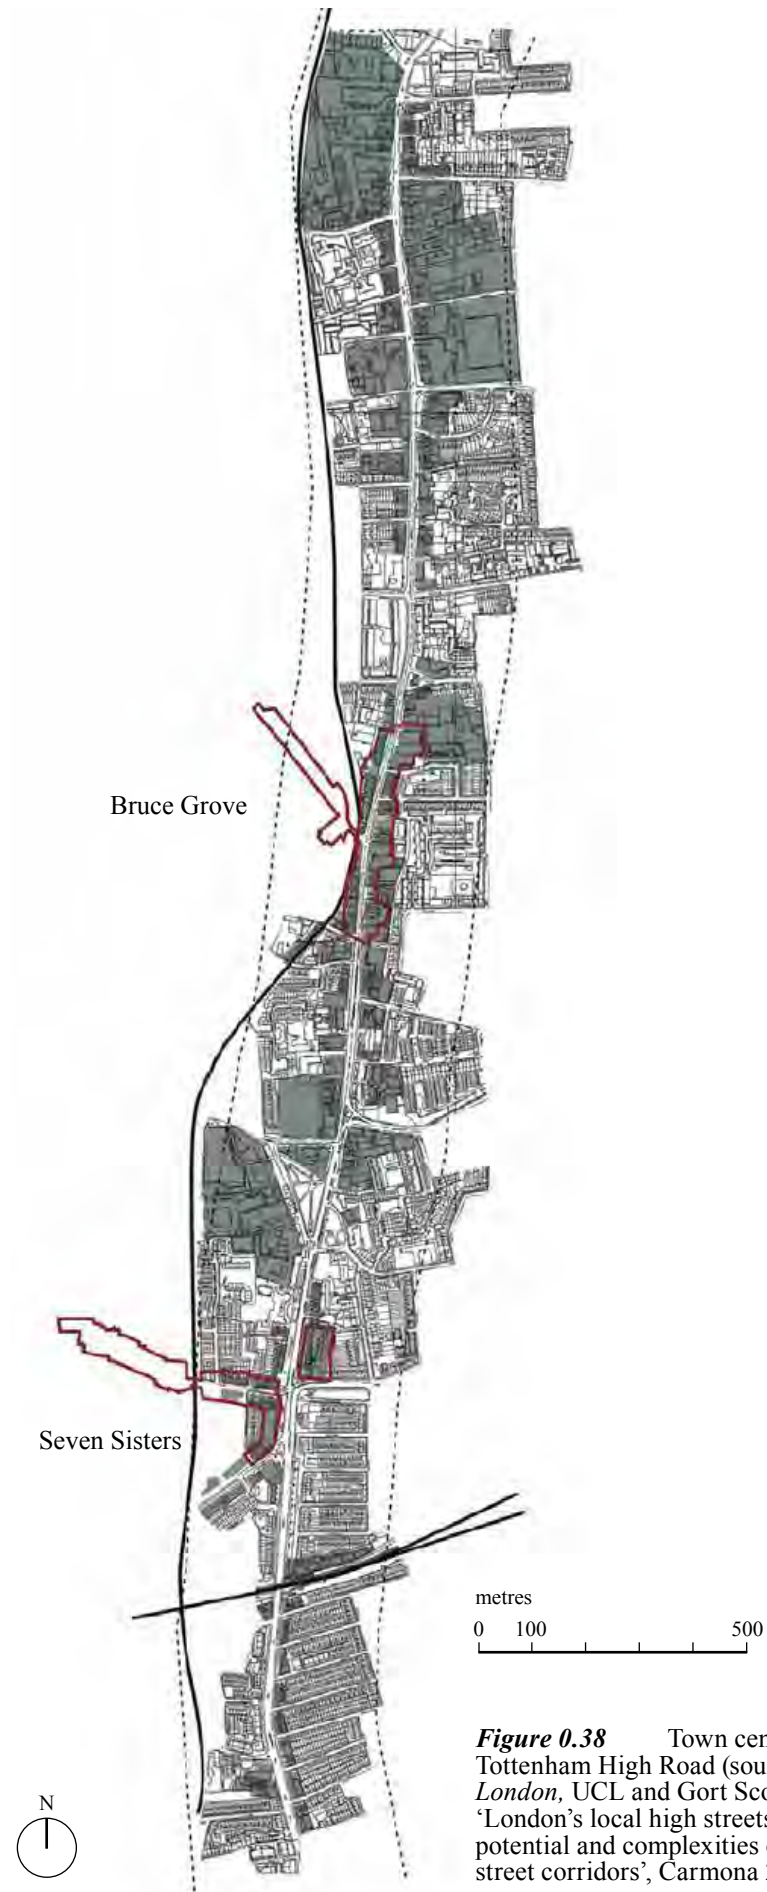 Bruce Grove
Seven Sisters
metres
0 100 500
N
Figure 0.38 Town cen
Tottenham High Road (sou
London, UCL and Gort Sco
‘London’s local high streets
potential and complexities
street corridors’, Carmona